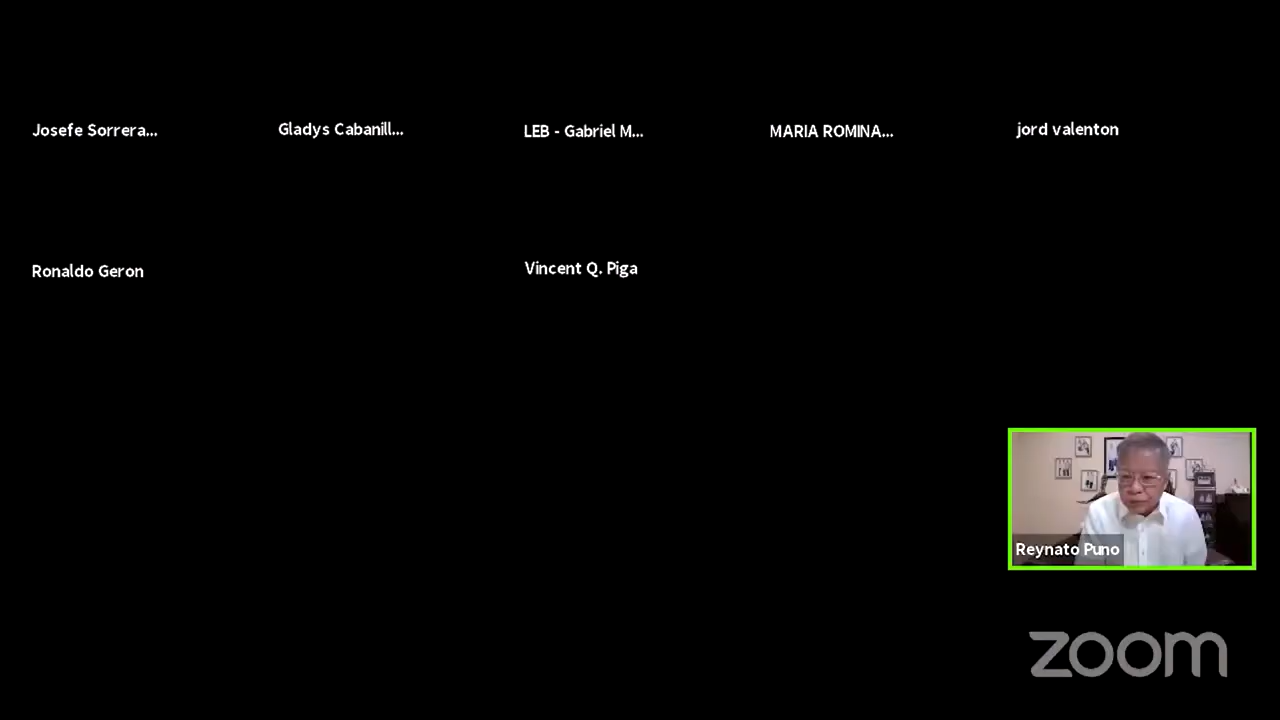 Josefe Sorrera...
Gladys Cabanill...
LEB - Gabriel M...
MARIA ROMINA...
jord valenton
Ronaldo Geron
Vincent Q. Piga
Reynato Puno
zoom